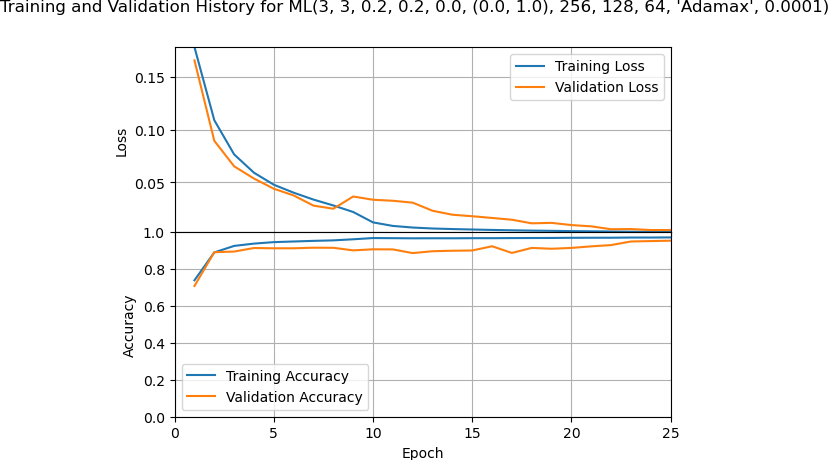 Training and Validation History for ML(3, 3, 0.2, 0.2, 0.0, (0.0, 1.0), 256, 128, 64, 'Adamax', 0.0001)
Training Loss
Validation Loss
0.15
0.10
0.05
Loss
1.0
0.8
0.6
0.4
0.2
0.0
Accuracy
Training Accuracy
Validation Accuracy
0 5 10 15 20 25
Epoch